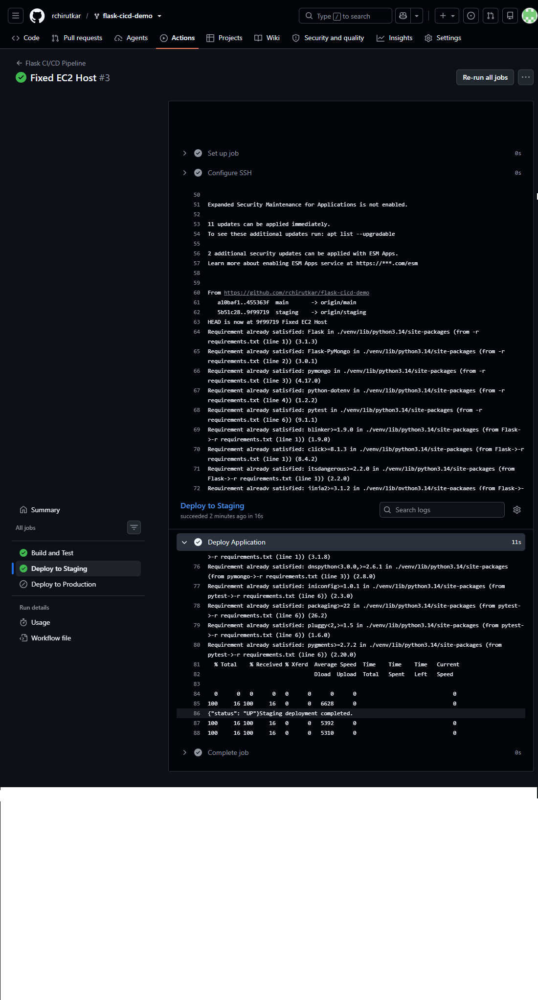 rchirutkar / flask-cicd-demo
Type / to search
Code
Pull requests
Agents
Actions
Projects
Wiki
Security and quality
Insights
Settings
Flask CI/CD Pipeline
Fixed EC2 Host #3
Re-run all jobs
Set up job 0s
Configure SSH 0s
50
51 Expanded Security Maintenance for Applications is not enabled.
52
53 11 updates can be applied immediately.
54 To see these additional updates run: apt list --upgradable
55
56 2 additional security updates can be applied with ESM Apps.
57 Learn more about enabling ESM Apps service at https://***.com/esm
58
59
60 From https://github.com/rchirutkar/flask-cicd-demo
61 a10baf1..455363f main -> origin/main
62 5b51c28..9f99719 staging -> origin/staging
63 HEAD is now at 9f99719 Fixed EC2 Host
64 Requirement already satisfied: Flask in ./venv/lib/python3.14/site-packages (from -r
requirements.txt (line 1)) (3.1.3)
65 Requirement already satisfied: Flask-PyMongo in ./venv/lib/python3.14/site-packages (from -r
requirements.txt (line 2)) (3.0.1)
66 Requirement already satisfied: pymongo in ./venv/lib/python3.14/site-packages (from -r
requirements.txt (line 3)) (4.17.0)
67 Requirement already satisfied: python-dotenv in ./venv/lib/python3.14/site-packages (from -r
requirements.txt (line 4)) (1.2.2)
68 Requirement already satisfied: pytest in ./venv/lib/python3.14/site-packages (from -r
requirements.txt (line 6)) (9.1.1)
69 Requirement already satisfied: blinker>=1.9.0 in ./venv/lib/python3.14/site-packages (from Flask-
>-r requirements.txt (line 1)) (1.9.0)
70 Requirement already satisfied: click>=8.1.3 in ./venv/lib/python3.14/site-packages (from Flask->-r
requirements.txt (line 1)) (8.4.2)
71 Requirement already satisfied: itsdangerous>=2.2.0 in ./venv/lib/python3.14/site-packages (from
Flask->-r requirements.txt (line 1)) (2.2.0)
72 Requirement already satisfied: jinja2>=3.1.2 in ./venv/lib/python3.14/site-packages (from Flask->-
Summary
All jobs
Build and Test
Deploy to Staging
Deploy to Production
Run details
Usage
Workflow file
Deploy to Staging
succeeded 2 minutes ago in 16s
Search logs
Deploy Application 11s
>-r requirements.txt (line 1)) (3.1.8)
76 Requirement already satisfied: dnspython<3.0.0,>=2.6.1 in ./venv/lib/python3.14/site-packages
(from pymongo->-r requirements.txt (line 3)) (2.8.0)
77 Requirement already satisfied: iniconfig>=1.0.1 in ./venv/lib/python3.14/site-packages (from
pytest->-r requirements.txt (line 6)) (2.3.0)
78 Requirement already satisfied: packaging>=22 in ./venv/lib/python3.14/site-packages (from pytest-
>-r requirements.txt (line 6)) (26.2)
79 Requirement already satisfied: pluggy<2,>=1.5 in ./venv/lib/python3.14/site-packages (from pytest-
>-r requirements.txt (line 6)) (1.6.0)
80 Requirement already satisfied: pygments>=2.7.2 in ./venv/lib/python3.14/site-packages (from
pytest->-r requirements.txt (line 6)) (2.20.0)
81 % Total % Received % Xferd Average Speed Time Time Time Current
82 Dload Upload Total Spent Left Speed
83
84 0 0 0 0 0 0 0 0 0
85 100 16 100 16 0 0 6628 0 0
86 {"status": "UP"}Staging deployment completed.
87 100 16 100 16 0 0 5392 0 0
88 100 16 100 16 0 0 5310 0 0
Complete job 0s